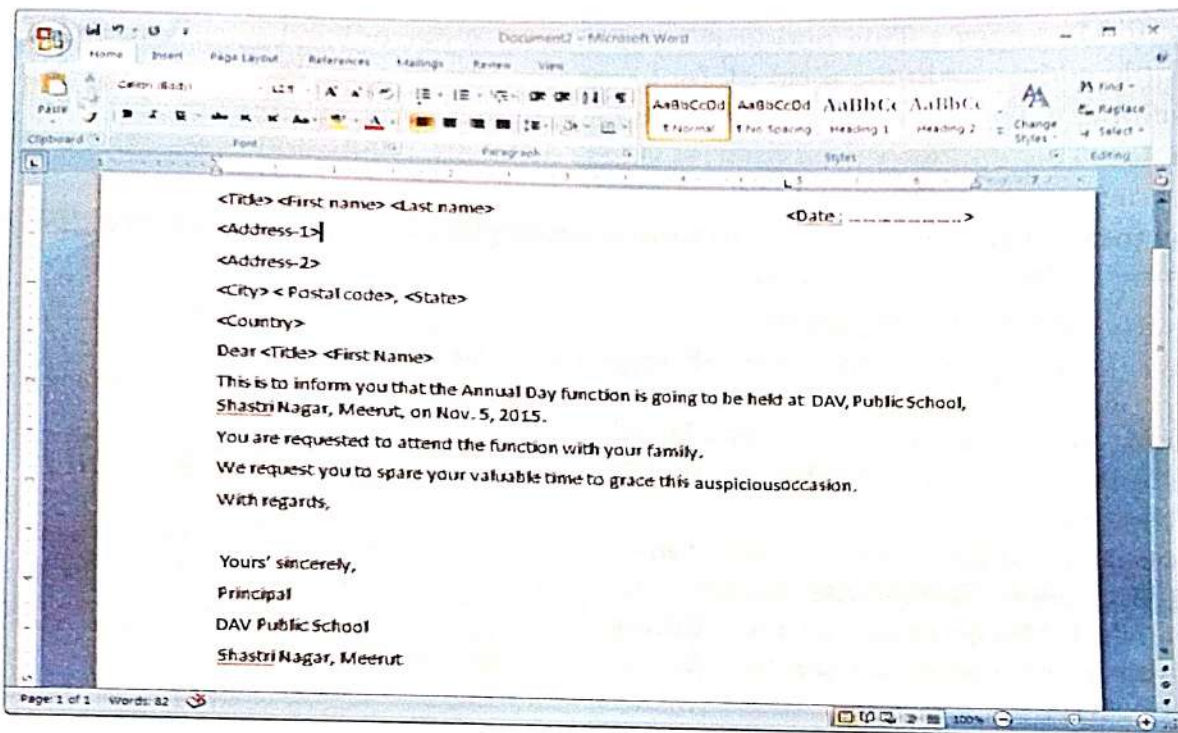 Document2 - Microsoft Word
Home Insert Page Layout References Mailings Review View
Calibri (Body)
Paste
AaBbCcDd AaBbCcDd AaBbCc AaBbCc
¶ Normal ¶ No Spacing Heading 1 Heading 2
Change Styles
Find
Replace
Select
Clipboard Font Paragraph Styles Editing
<Title> <First name> <Last name> <Date : ....................>
<Address-1>
<Address-2>
<City> < Postal code>, <State>
<Country>
Dear <Title> <First Name>
This is to inform you that the Annual Day function is going to be held at DAV, Public School,
Shastri Nagar, Meerut, on Nov. 5, 2015.
You are requested to attend the function with your family.
We request you to spare your valuable time to grace this auspiciousoccasion.
With regards,
Yours' sincerely,
Principal
DAV Public School
Shastri Nagar, Meerut
Page: 1 of 1 Words: 82 100%